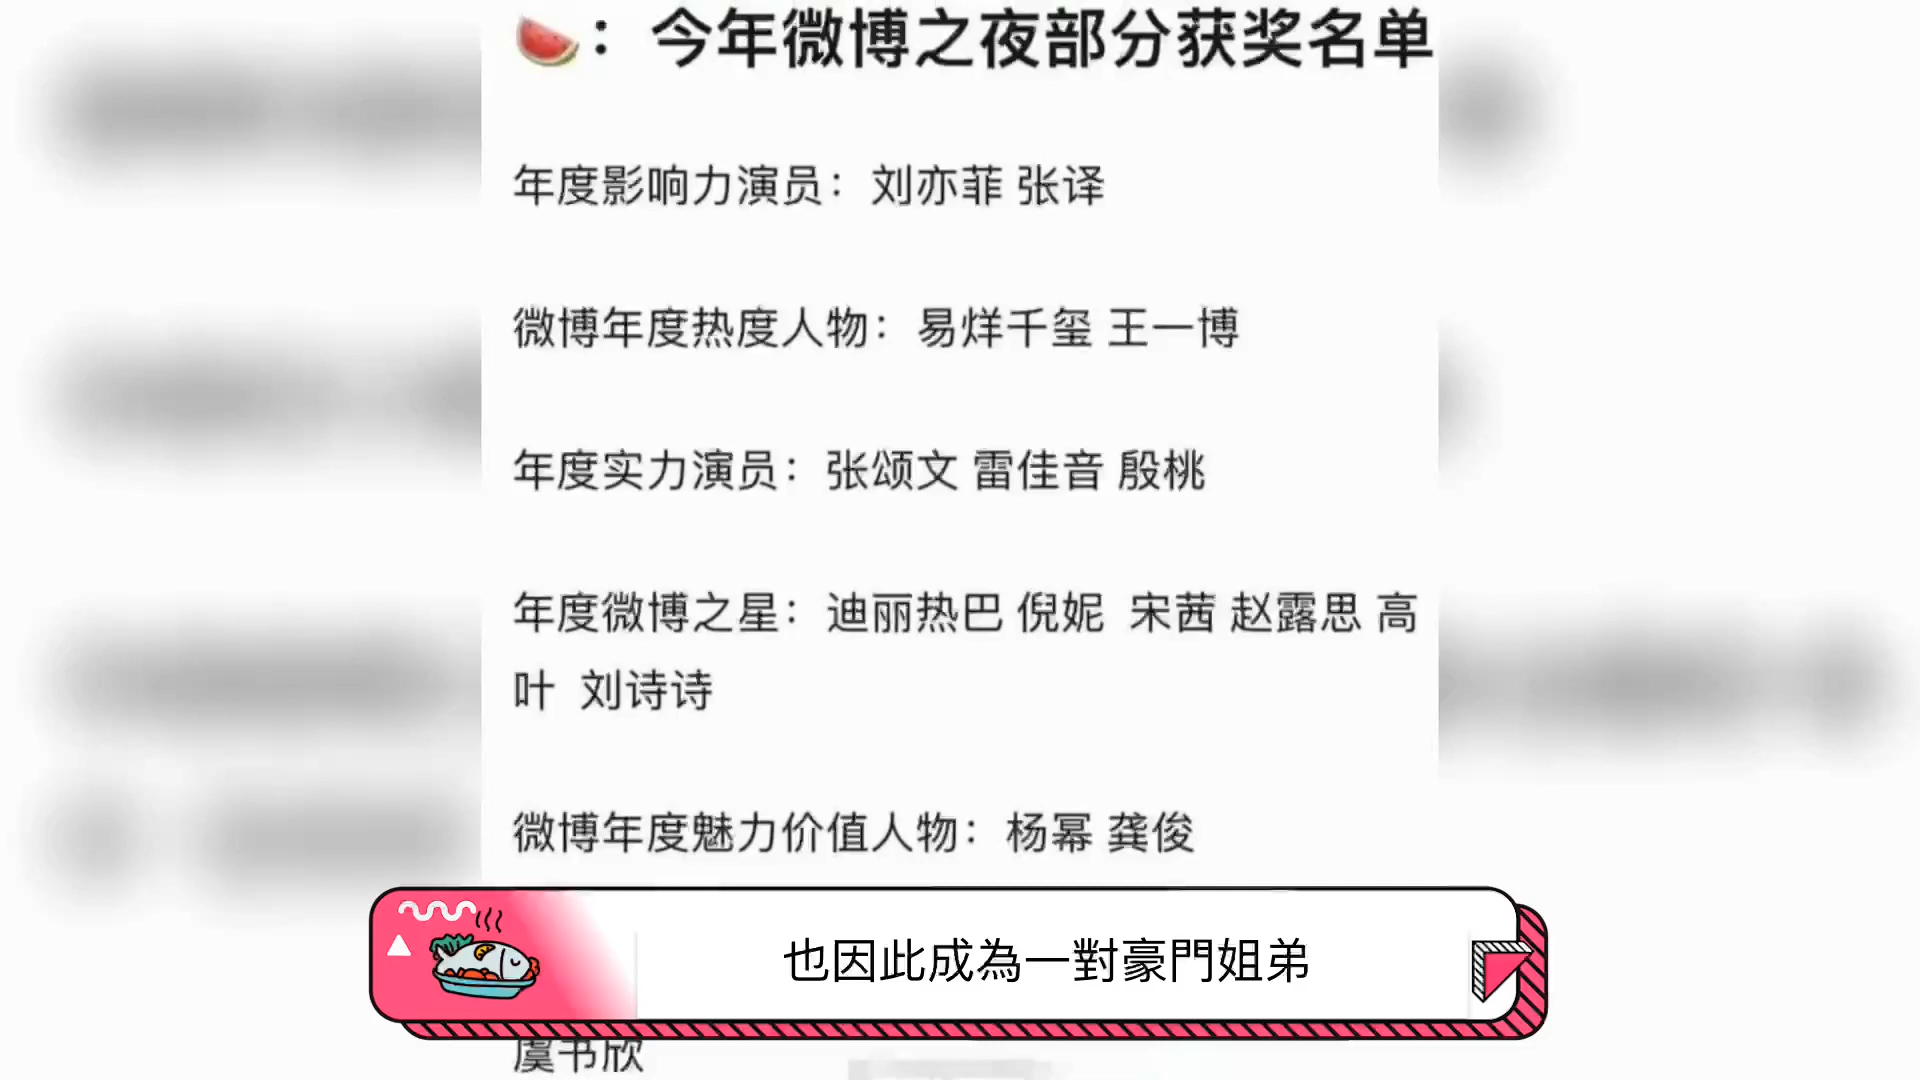 ：今年微博之夜部分获奖名单
年度影响力演员：刘亦菲 张译
微博年度热度人物：易烊千玺 王一博
年度实力演员：张颂文 雷佳音 殷桃
年度微博之星：迪丽热巴 倪妮 宋茜 赵露思 高
叶 刘诗诗
微博年度魅力价值人物：杨幂 龚俊
也因此成為一對豪門姐弟
虞书欣